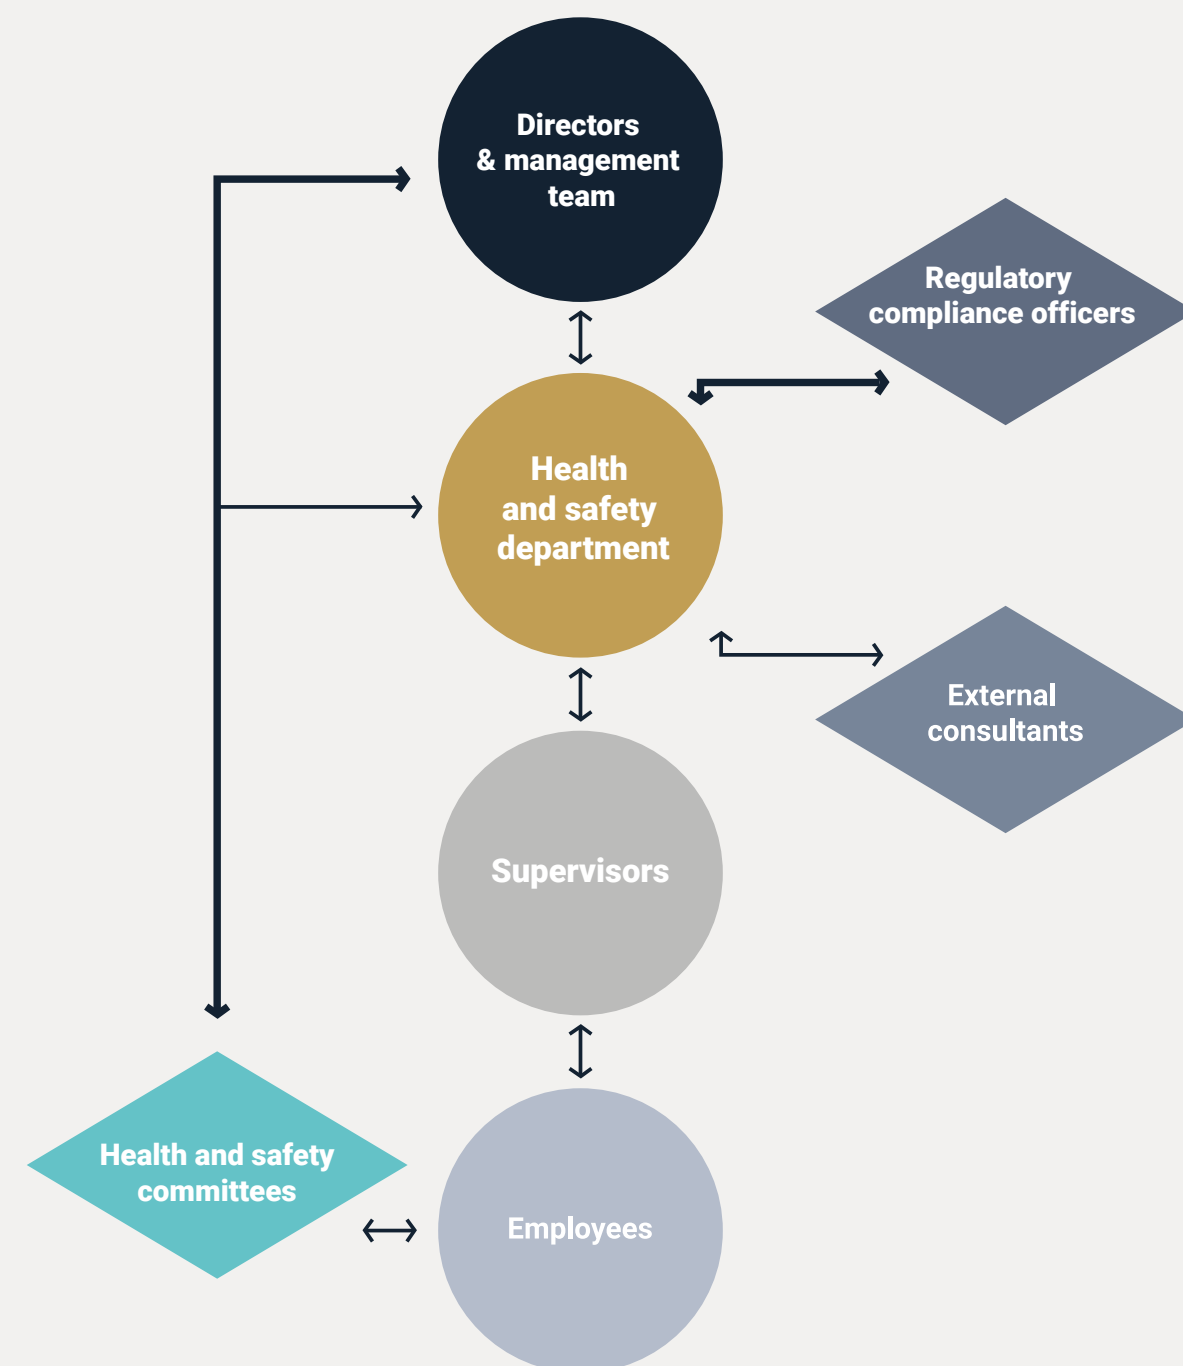 Directors
& management
team
Regulatory
compliance officers
Health
and safety
department
External
consultants
Supervisors
Health and safety
committees
Employees